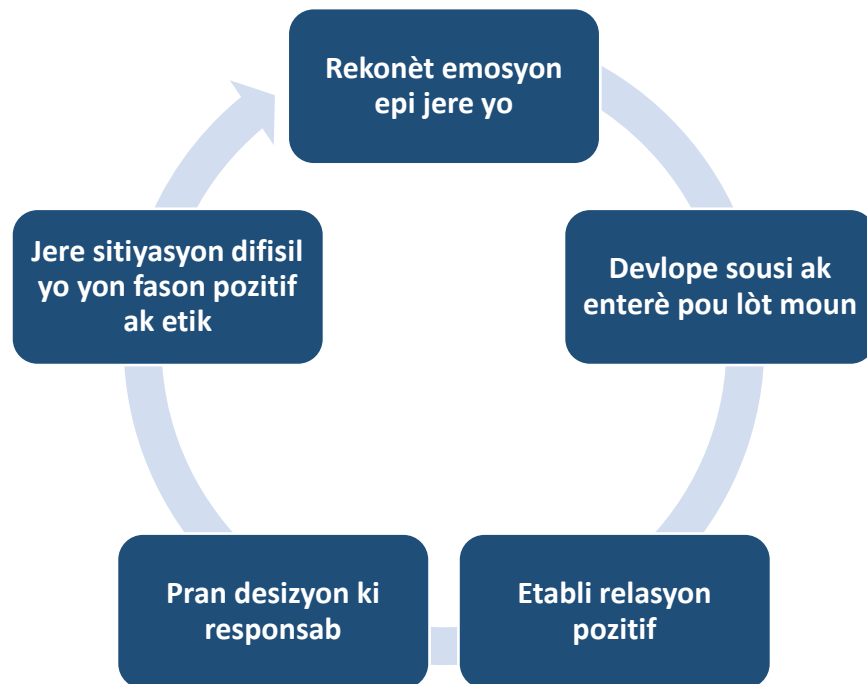 Rekonèt emosyon
epi jere yo
Devlope sousi ak
enterè pou lòt moun
Etabli relasyon
pozitif
Pran desizyon ki
responsab
Jere sitiyasyon difisil
yo yon fason pozitif
ak etik